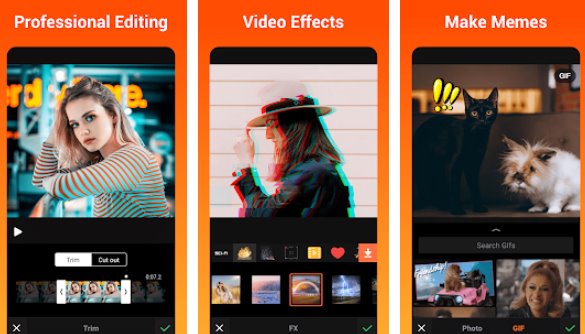 Professional Editing
Trim
Cut out
0:07.2
Trim
Video Effects
SCI-FI
FX
Make Memes
GIF
Search GIFs
Friendship!
Photo
GIF